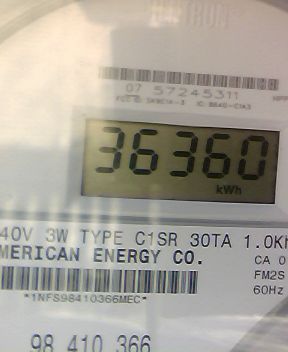 07 57245311
36360
kWh
40V 3W TYPE C1SR 30TA 1.0Kh
MERICAN ENERGY CO.
CA 0
FM2S
*1NFS98410366MEC*
60Hz
98 410 366